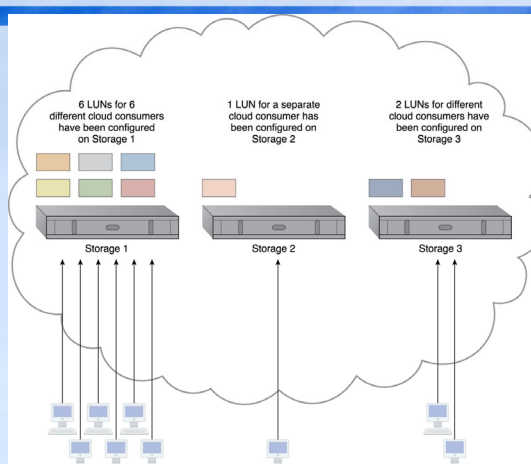 6 LUNs for 6
different cloud consumers
have been configured
on Storage 1
1 LUN for a separate
cloud consumer has
been configured on
Storage 2
2 LUNs for different
cloud consumers have
been configured on
Storage 3
Storage 1
Storage 2
Storage 3